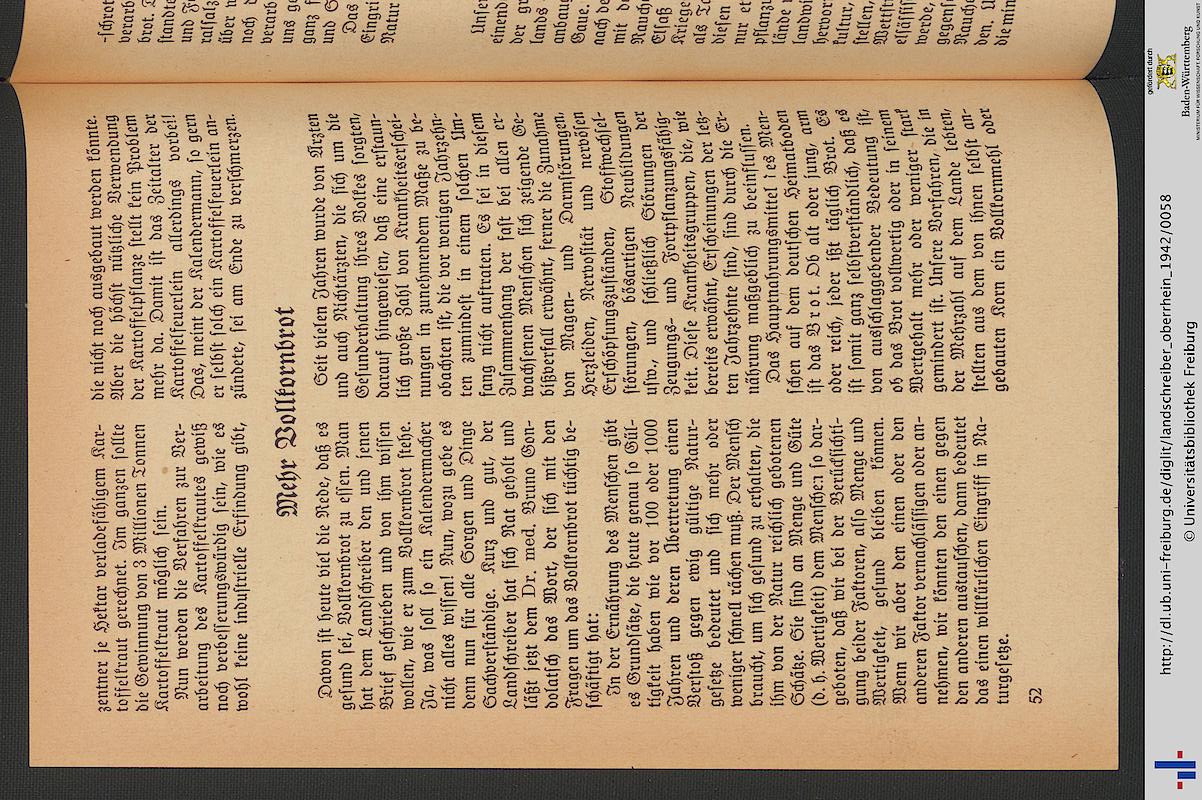 zentner je Hektar verladefähigem Kar-
toffelkraut gerechnet. Im ganzen sollte
die Gewinnung von 3 Millionen Tonnen
Kartoffelkraut möglich sein.
Nun werden die Verfahren zur Ver-
arbeitung des Kartoffelkrautes gewiß
noch verbesserungswürdig sein, wie es
wohl keine industrielle Erfindung gibt,
die nicht noch ausgebaut werden könnte.
Aber die höchst nützliche Verwendung
der Kartoffelpflanze stellt kein Problem
mehr da. Damit ist das Zeitalter der
Kartoffelfeuerlein allerdings vorbei!
Das, meint der Kalendermann, so gern
er selbst solch ein Kartoffelfeuerlein an-
zündete, sei am Ende zu verschmerzen.
Mehr Vollkornbrot
Davon ist heute viel die Rede, daß es
gesund sei, Vollkornbrot zu essen. Man
hat dem Landschreiber den und jenen
Brief geschrieben und von ihm wissen
wollen, wie er zum Vollkornbrot stehe.
Ja, was soll so ein Kalendermacher
nicht alles wissen! Nun, wozu gebe es
denn nun für alle Sorgen und Dinge
Sachverständige. Kurz und gut, der
Landschreiber hat sich Rat geholt und
läßt jetzt dem Dr. med. Bruno Gon-
dolatsch das Wort, der sich mit den
Fragen um das Vollkornbrot tüchtig be-
schäftigt hat:
In der Ernährung des Menschen gibt
es Grundsätze, die heute genau so Gül-
tigkeit haben wie vor 100 oder 1000
Jahren und deren Übertretung einen
Verstoß gegen ewig gültige Natur-
gesetze bedeutet und sich mehr oder
weniger schnell rächen muß. Der Mensch
braucht, um sich gesund zu erhalten, die
ihm von der Natur reichlich gebotenen
Schätze. Sie sind an Menge und Güte
(d. h. Wertigkeit) dem Menschen so dar-
geboten, daß wir bei der Berücksichti-
gung beider Faktoren, also Menge und
Wertigkeit, gesund bleiben können.
Wenn wir aber den einen oder den
anderen Faktor vernachlässigen oder an-
nehmen, wir könnten den einen gegen
den anderen austauschen, dann bedeutet
das einen willkürlichen Eingriff in Na-
turgesetze.
Seit vielen Jahren wurde von Ärzten
und auch Nichtärzten, die sich um die
Gesunderhaltung ihres Volkes sorgten,
darauf hingewiesen, daß eine erstaun-
lich große Zahl von Krankheitserschei-
nungen in zunehmendem Maße zu be-
obachten ist, die vor wenigen Jahrzehn-
ten zumindest in einem solchen Um-
fang nicht auftraten. Es sei in diesem
Zusammenhang der fast bei allen er-
wachsenen Menschen sich zeigende Ge-
bißverfall erwähnt, ferner die Zunahme
von Magen- und Darmstörungen,
Herzleiden, Nervosität und nervösen
Erschöpfungszuständen, Stoffwechsel-
störungen, bösartigen Neubildungen
usw., und schließlich Störungen der
Zeugungs- und Fortpflanzungsfähig-
keit. Diese Krankheitsgruppen, die, wie
bereits erwähnt, Erscheinungen der letz-
ten Jahrzehnte sind, sind durch die Er-
nährung maßgeblich zu beeinflussen.
Das Hauptnahrungsmittel des Men-
schen auf dem deutschen Heimatboden
ist das Brot. Ob alt oder jung, arm
oder reich, jeder ißt täglich Brot. Es
ist somit ganz selbstverständlich, daß es
von ausschlaggebender Bedeutung ist,
ob das Brot vollwertig oder in seinem
Wertgehalt mehr oder weniger stark
gemindert ist. Unsere Vorfahren, die in
der Mehrzahl auf dem Lande lebten,
stellten aus dem von ihnen selbst an-
gebauten Korn ein Vollkornmehl oder
52
http://dl.ub.uni-freiburg.de/diglit/landschreiber_oberrhein_1942/0058
© Universitätsbibliothek Freiburg
gefördert durch
Baden-Württemberg
MINISTERIUM FÜR WISSENSCHAFT, FORSCHUNG UND KUNST